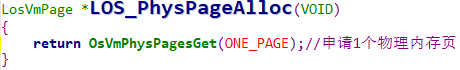 LosVmPage *LOS_PhysPageAlloc(VOID)
{
    return OsVmPhysPagesGet(ONE_PAGE);//申请1个物理内存页
}